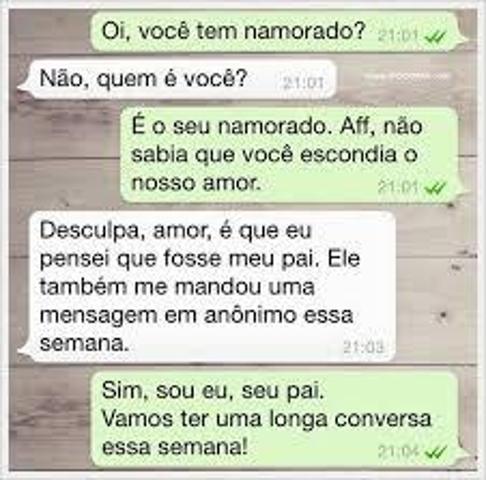 Oi, você tem namorado? 21:01
Não, quem é você? 21:01
É o seu namorado. Aff, não
sabia que você escondia o
nosso amor. 21:01
Desculpa, amor, é que eu
pensei que fosse meu pai. Ele
também me mandou uma
mensagem em anônimo essa
semana. 21:03
Sim, sou eu, seu pai.
Vamos ter uma longa conversa
essa semana! 21:04